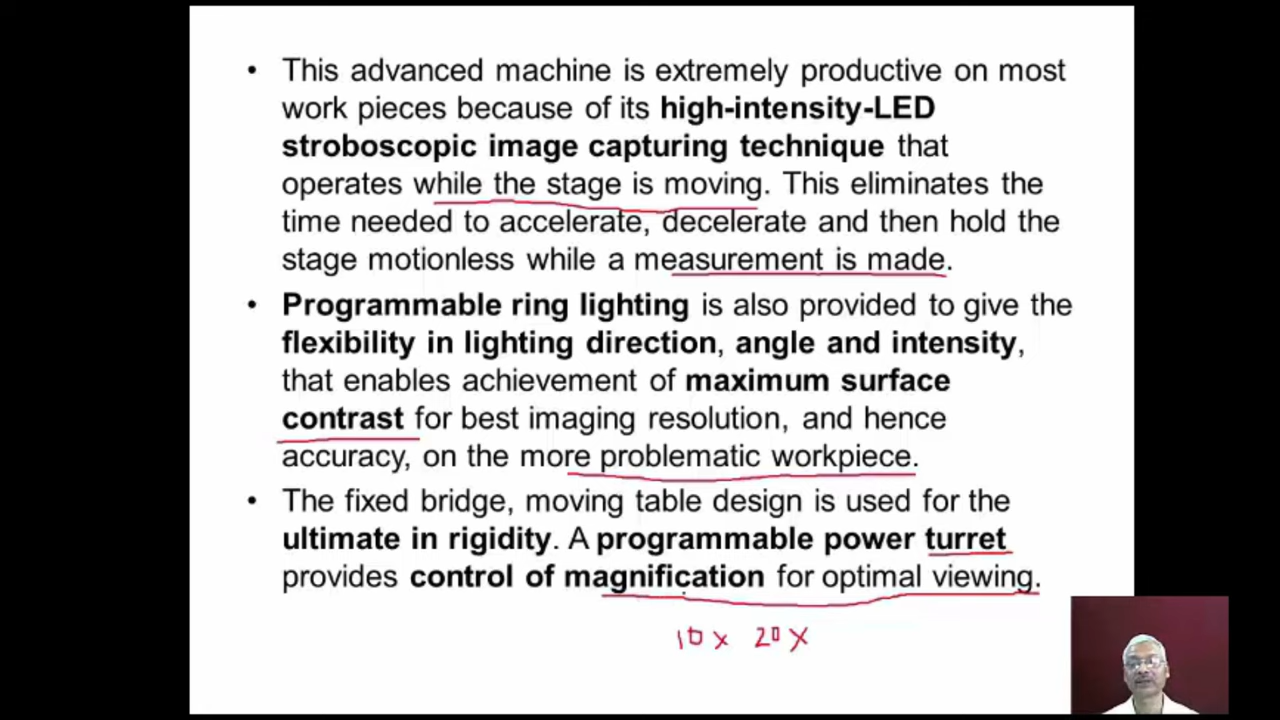 • This advanced machine is extremely productive on most
work pieces because of its high-intensity-LED
stroboscopic image capturing technique that
operates while the stage is moving. This eliminates the
time needed to accelerate, decelerate and then hold the
stage motionless while a measurement is made.
• Programmable ring lighting is also provided to give the
flexibility in lighting direction, angle and intensity,
that enables achievement of maximum surface
contrast for best imaging resolution, and hence
accuracy, on the more problematic workpiece.
• The fixed bridge, moving table design is used for the
ultimate in rigidity. A programmable power turret
provides control of magnification for optimal viewing.
10x 20x